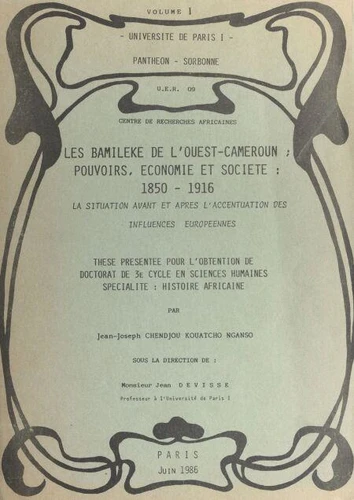 VOLUME 1
- UNIVERSITE DE PARIS I -
PANTHEON - SORBONNE
U.E.R. 09
CENTRE DE RECHERCHES AFRICAINES
LES BAMILEKE DE L'OUEST-CAMEROUN ;
POUVOIRS, ECONOMIE ET SOCIETE :
1850 - 1916
LA SITUATION AVANT ET APRES L'ACCENTUATION DES
INFLUENCES EUROPEENNES
THESE PRESENTEE POUR L'OBTENTION DE
DOCTORAT DE 3E CYCLE EN SCIENCES HUMAINES
SPECIALITE : HISTOIRE AFRICAINE
PAR
Jean-Joseph CHENDJOU KOUATCHO NGANSO
SOUS LA DIRECTION DE :
Monsieur Jean DEVISSE
Professeur à l'Université de Paris I
PARIS
JUIN 1986